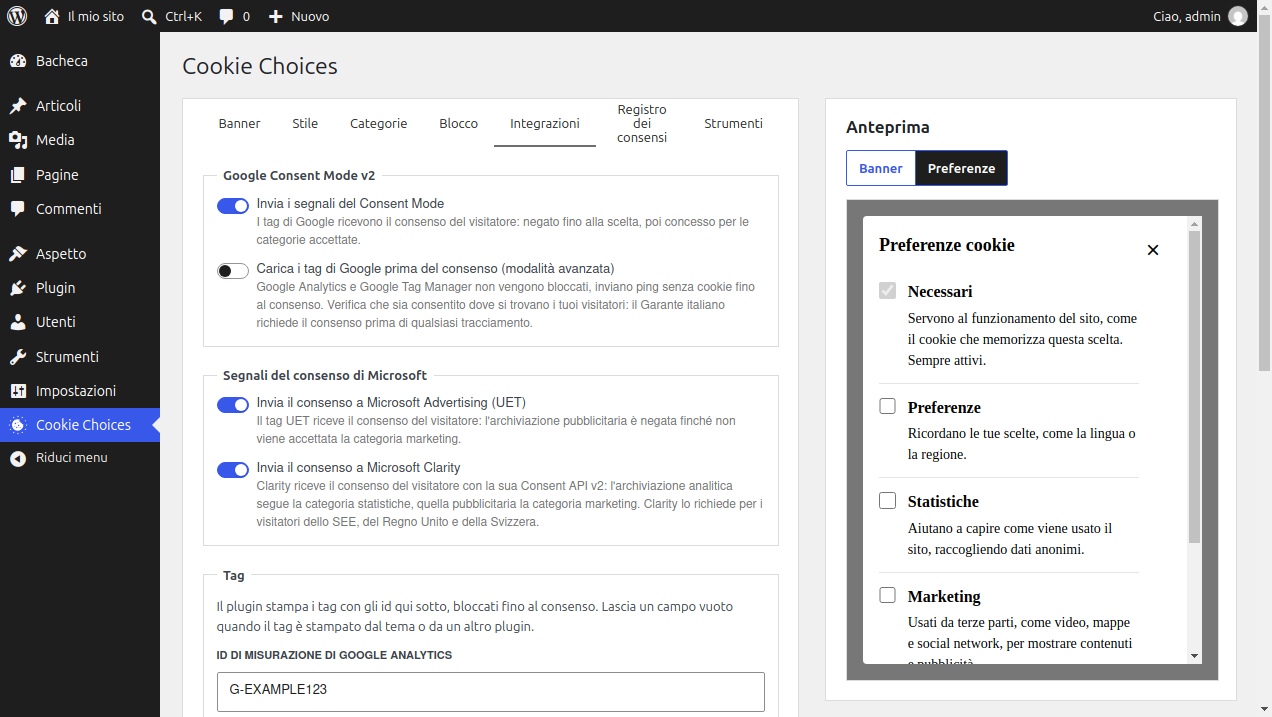 Il mio sito
Ctrl+K
0
Nuovo
Ciao, admin
Bacheca
Articoli
Media
Pagine
Commenti
Aspetto
Plugin
Utenti
Strumenti
Impostazioni
Cookie Choices
Riduci menu
Cookie Choices
Banner
Stile
Categorie
Blocco
Integrazioni
Registro
dei
consensi
Strumenti
Google Consent Mode v2
Invia i segnali del Consent Mode
I tag di Google ricevono il consenso del visitatore: negato fino alla scelta, poi concesso per le
categorie accettate.
Carica i tag di Google prima del consenso (modalità avanzata)
Google Analytics e Google Tag Manager non vengono bloccati, inviano ping senza cookie fino
al consenso. Verifica che sia consentito dove si trovano i tuoi visitatori: il Garante italiano
richiede il consenso prima di qualsiasi tracciamento.
Segnali del consenso di Microsoft
Invia il consenso a Microsoft Advertising (UET)
Il tag UET riceve il consenso del visitatore: l'archiviazione pubblicitaria è negata finché non
viene accettata la categoria marketing.
Invia il consenso a Microsoft Clarity
Clarity riceve il consenso del visitatore con la sua Consent API v2: l'archiviazione analitica
segue la categoria statistiche, quella pubblicitaria la categoria marketing. Clarity lo richiede per i
visitatori dello SEE, del Regno Unito e della Svizzera.
Tag
Il plugin stampa i tag con gli id qui sotto, bloccati fino al consenso. Lascia un campo vuoto
quando il tag è stampato dal tema o da un altro plugin.
ID DI MISURAZIONE DI GOOGLE ANALYTICS
G-EXAMPLE123
Anteprima
Banner
Preferenze
Preferenze cookie
Necessari
Servono al funzionamento del sito, come
il cookie che memorizza questa scelta.
Sempre attivi.
Preferenze
Ricordano le tue scelte, come la lingua o
la regione.
Statistiche
Aiutano a capire come viene usato il
sito, raccogliendo dati anonimi.
Marketing
Usati da terze parti, come video, mappe
e social network, per mostrare contenuti
e pubblicità.